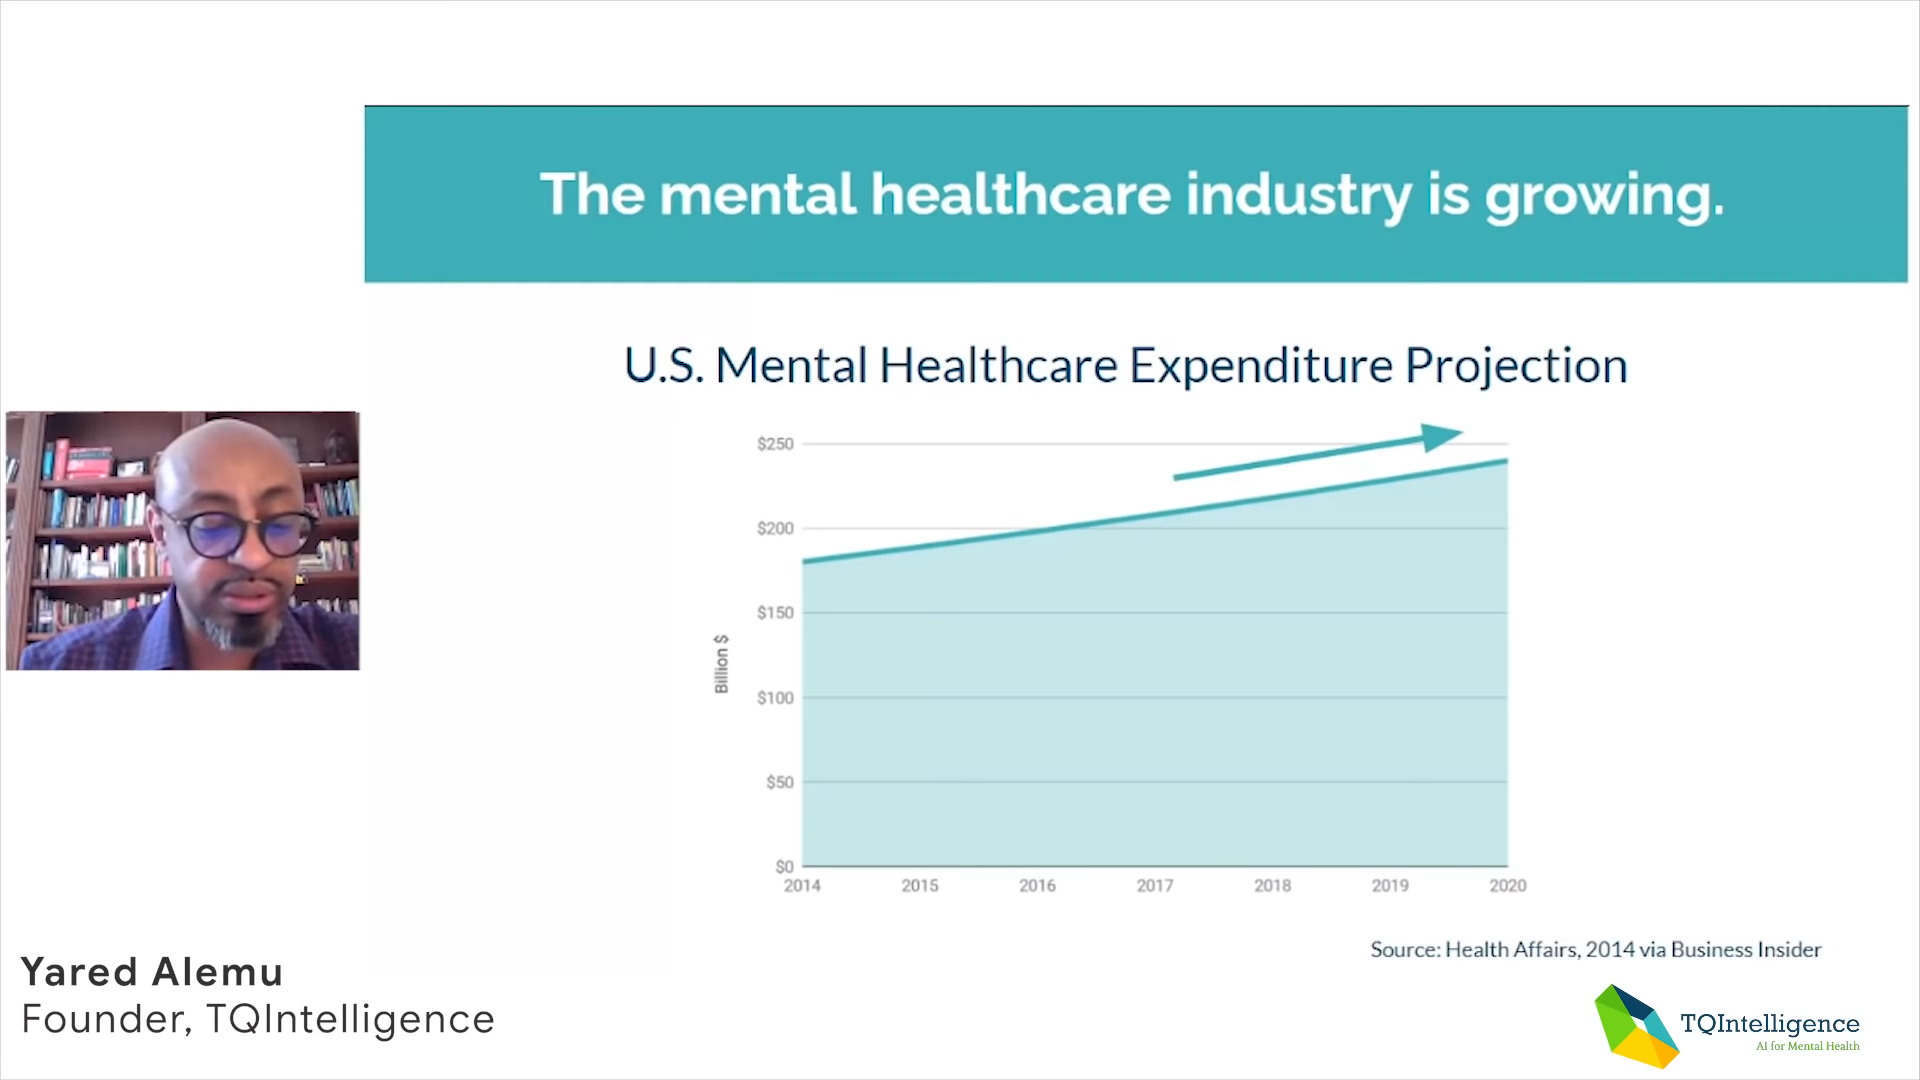 The mental healthcare industry is growing.
U.S. Mental Healthcare Expenditure Projection
$250
$200
$150
$100
$50
$0
Billion $
2014 2015 2016 2017 2018 2019 2020
Source: Health Affairs, 2014 via Business Insider
Yared Alemu
Founder, TQIntelligence
TQIntelligence
AI for Mental Health